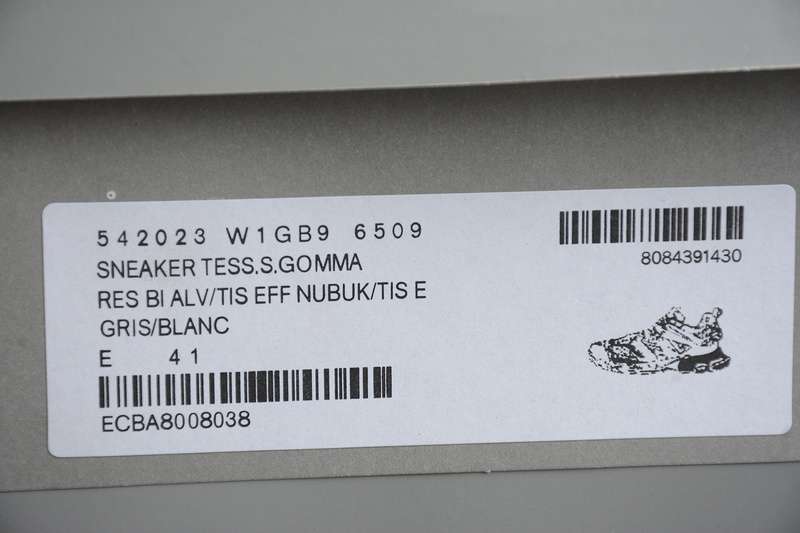 542023 W1GB9 6509
SNEAKER TESS.S.GOMMA
RES BI ALV/TIS EFF NUBUK/TIS E
GRIS/BLANC
E 41
ECBA8008038
8084391430